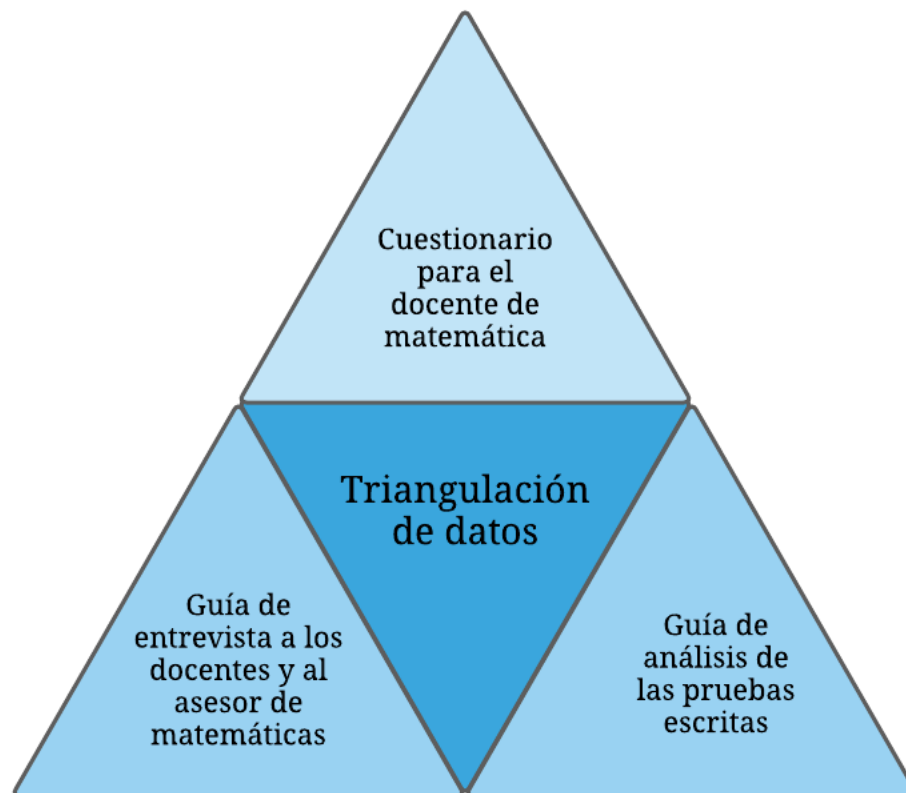 Cuestionario
para el
docente de
matemática
Triangulación
de datos
Guía de
entrevista a los
docentes y al
asesor de
matemáticas
Guía de
análisis de
las pruebas
escritas